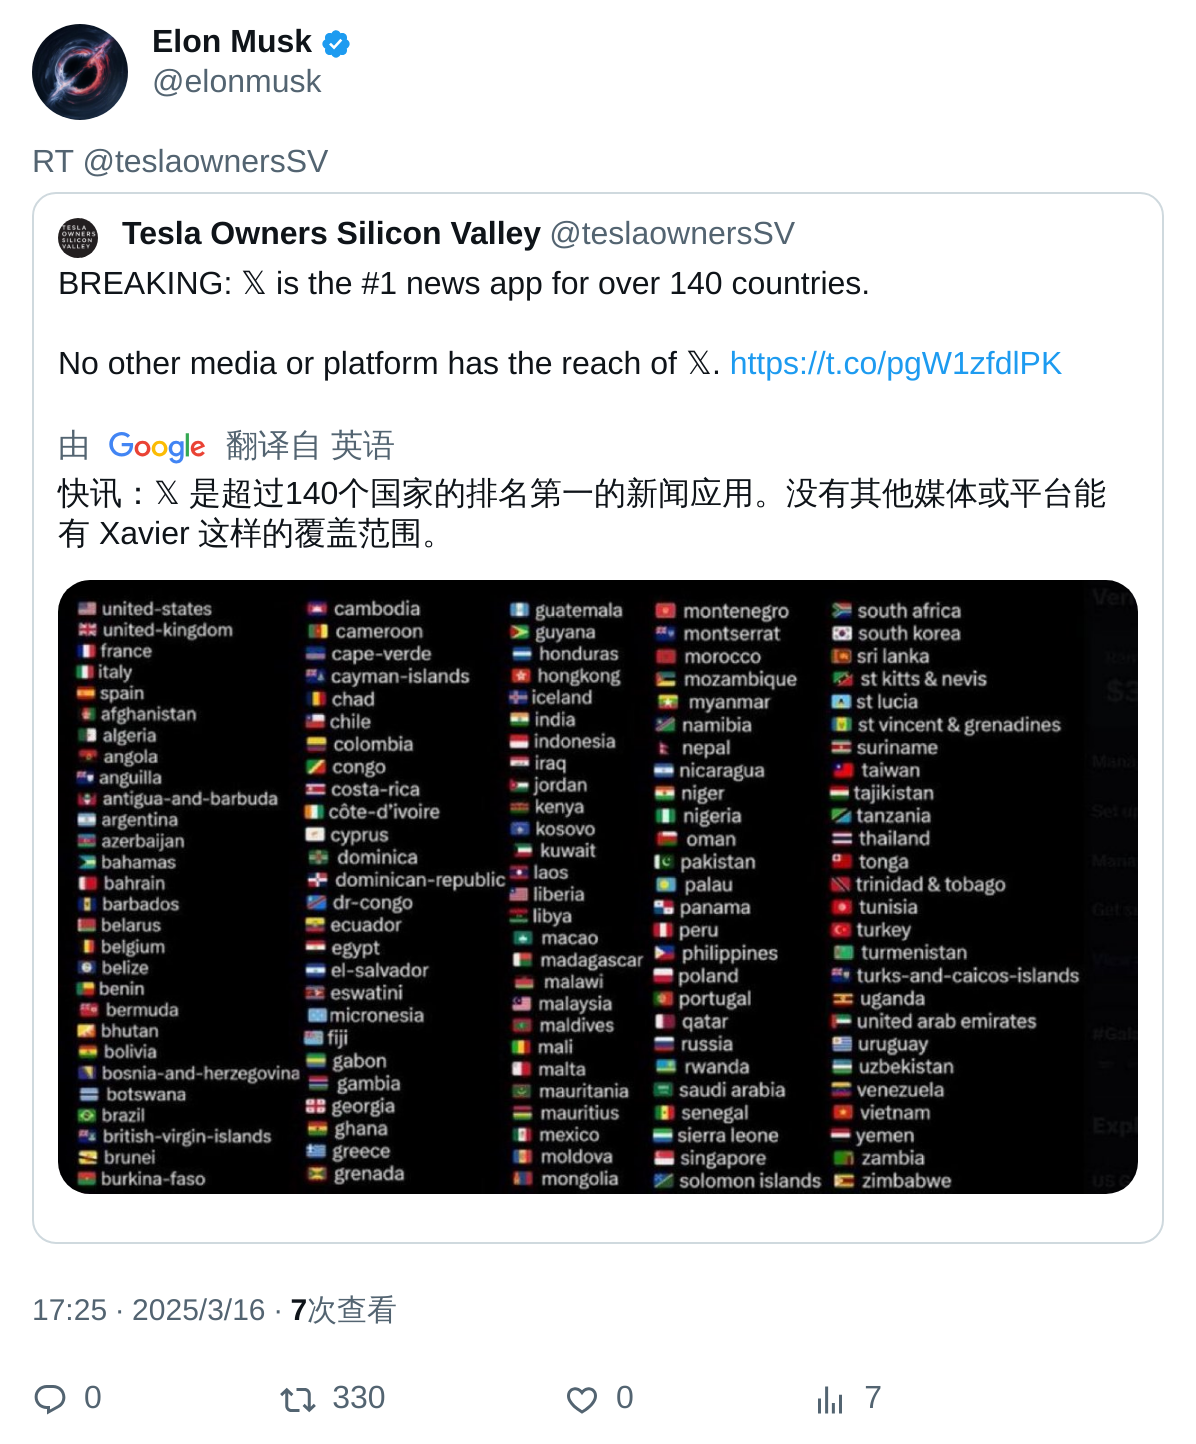 Elon Musk
@elonmusk
RT @teslaownersSV
TESLA
OWNERS
SILICON
VALLEY
Tesla Owners Silicon Valley @teslaownersSV
BREAKING: 𝕏 is the #1 news app for over 140 countries.
No other media or platform has the reach of 𝕏. https://t.co/pgW1zfdlPK
由 Google 翻译自 英语
快讯：𝕏 是超过140个国家的排名第一的新闻应用。没有其他媒体或平台能
有 Xavier 这样的覆盖范围。
united-states
united-kingdom
france
italy
spain
afghanistan
algeria
angola
anguilla
antigua-and-barbuda
argentina
azerbaijan
bahamas
bahrain
barbados
belarus
belgium
belize
benin
bermuda
bhutan
bolivia
bosnia-and-herzegovina
botswana
brazil
british-virgin-islands
brunei
burkina-faso
cambodia
cameroon
cape-verde
cayman-islands
chad
chile
colombia
congo
costa-rica
côte-d'ivoire
cyprus
dominica
dominican-republic
dr-congo
ecuador
egypt
el-salvador
eswatini
micronesia
fiji
gabon
gambia
georgia
ghana
greece
grenada
guatemala
guyana
honduras
hongkong
iceland
india
indonesia
iraq
jordan
kenya
kosovo
kuwait
laos
liberia
libya
macao
madagascar
malawi
malaysia
maldives
mali
malta
mauritania
mauritius
mexico
moldova
mongolia
montenegro
montserrat
morocco
mozambique
myanmar
namibia
nepal
nicaragua
niger
nigeria
oman
pakistan
palau
panama
peru
philippines
poland
portugal
qatar
russia
rwanda
saudi arabia
senegal
sierra leone
singapore
solomon islands
south africa
south korea
sri lanka
st kitts & nevis
st lucia
st vincent & grenadines
suriname
taiwan
tajikistan
tanzania
thailand
tonga
trinidad & tobago
tunisia
turkey
turmenistan
turks-and-caicos-islands
uganda
united arab emirates
uruguay
uzbekistan
venezuela
vietnam
yemen
zambia
zimbabwe
17:25 · 2025/3/16 · 7次查看
0 330 0 7